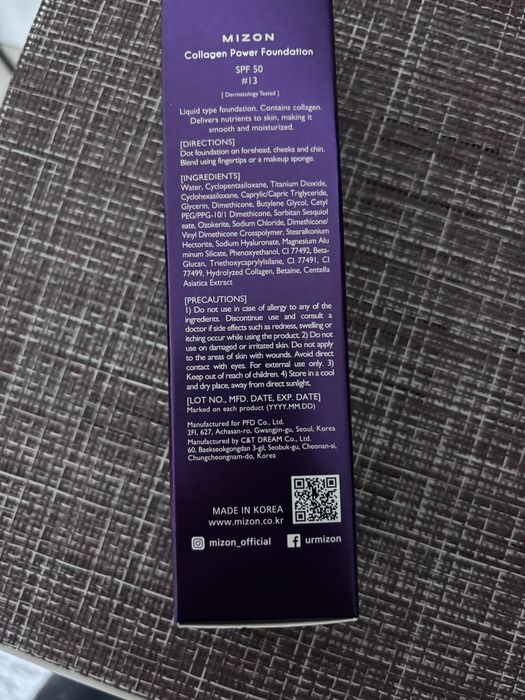 MIZON
Collagen Power Foundation
SPF 50
#13
[ Dermatology Tested ]
Liquid type foundation. Contains collagen.
Delivers nutrients to skin, making it
smooth and moisturized.
[DIRECTIONS]
Dot foundation on forehead, cheeks and chin.
Blend using fingertips or a makeup sponge.
[INGREDIENTS]
Water, Cyclopentasiloxane, Titanium Dioxide,
Cyclohexasiloxane, Caprylic/Capric Triglyceride,
Glycerin, Dimethicone, Butylene Glycol, Cetyl
PEG/PPG-10/1 Dimethicone, Sorbitan Sesquiol
eate, Ozokerite, Sodium Chloride, Dimethicone/
Vinyl Dimethicone Crosspolymer, Stearalkonium
Hectorite, Sodium Hyaluronate, Magnesium Alu
minum Silicate, Phenoxyethanol, CI 77492, Beta-
Glucan, Triethoxycaprylylsilane, CI 77491, CI
77499, Hydrolyzed Collagen, Betaine, Centella
Asiatica Extract
[PRECAUTIONS]
1) Do not use in case of allergy to any of the
ingredients. Discontinue use and consult a
doctor if side effects such as redness, swelling or
itching occur while using the product. 2) Do not
use on damaged or irritated skin. Do not apply
to the areas of skin with wounds. Avoid direct
contact with eyes. For external use only. 3)
Keep out of reach of children. 4) Store in a cool
and dry place, away from direct sunlight.
[LOT NO., MFD. DATE, EXP. DATE]
Marked on each product (YYYY.MM.DD)
Manufactured for PFD Co., Ltd.
2Fl, 627, Achasan-ro, Gwangjin-gu, Seoul, Korea
Manufactured by C&T DREAM Co., Ltd.
60, Baekseokgongdan 3-gil, Seobuk-gu, Cheonan-si,
Chungcheongnam-do, Korea
MADE IN KOREA
www.mizon.co.kr
mizon_official
urmizon